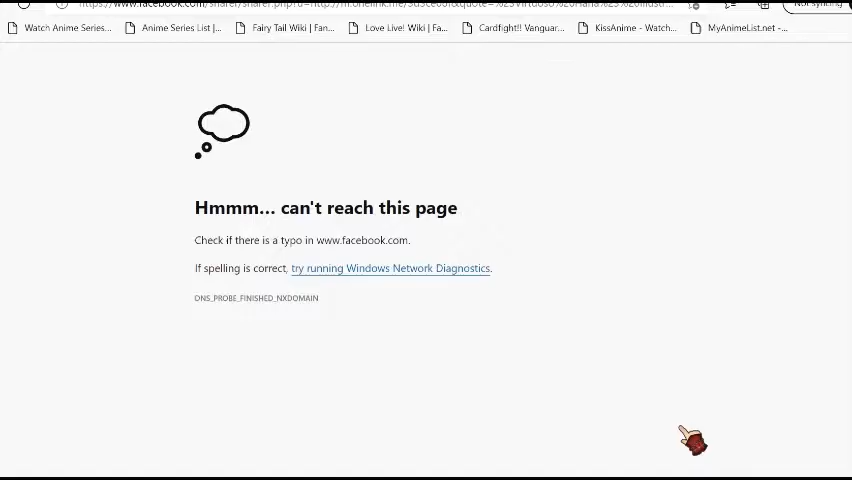 Not syncing
Watch Anime Series...
Anime Series List |...
Fairy Tail Wiki | Fan...
Love Live! Wiki | Fa...
Cardfight!! Vanguar...
KissAnime - Watch...
MyAnimeList.net -...
Hmmm... can't reach this page
Check if there is a typo in www.facebook.com.
If spelling is correct, try running Windows Network Diagnostics.
DNS_PROBE_FINISHED_NXDOMAIN